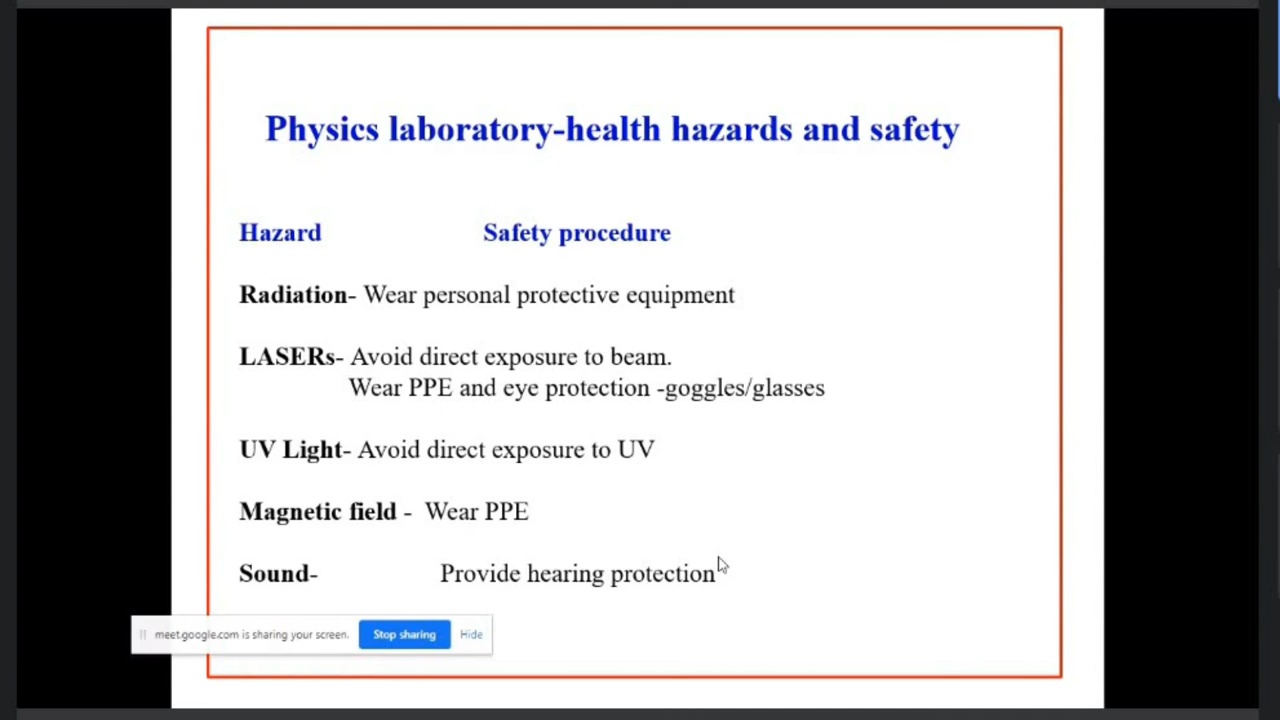 Physics laboratory-health hazards and safety
Hazard Safety procedure
Radiation- Wear personal protective equipment
LASERs- Avoid direct exposure to beam.
Wear PPE and eye protection -goggles/glasses
UV Light- Avoid direct exposure to UV
Magnetic field - Wear PPE
Sound- Provide hearing protection
meet.google.com is sharing your screen. Stop sharing Hide